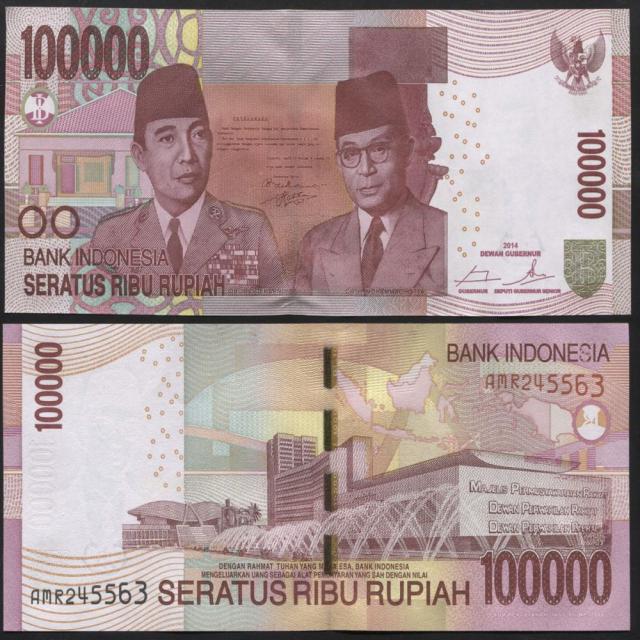 100000
PROKLAMASI
100000
BANK INDONESIA
SERATUS RIBU RUPIAH
2014
DEWAN GUBERNUR
GUBERNUR
DEPUTI GUBERNUR SENIOR
100000
BANK INDONESIA
AMR245563
MAJELIS PERMUSYAWARATAN RAKYAT
DEWAN PERWAKILAN RAKYAT
DEWAN PERWAKILAN
DENGAN RAHMAT TUHAN YANG MAHA ESA, BANK INDONESIA
MENGELUARKAN UANG SEBAGAI ALAT PEMBAYARAN YANG SAH DENGAN NILAI
AMR245563 SERATUS RIBU RUPIAH 100000